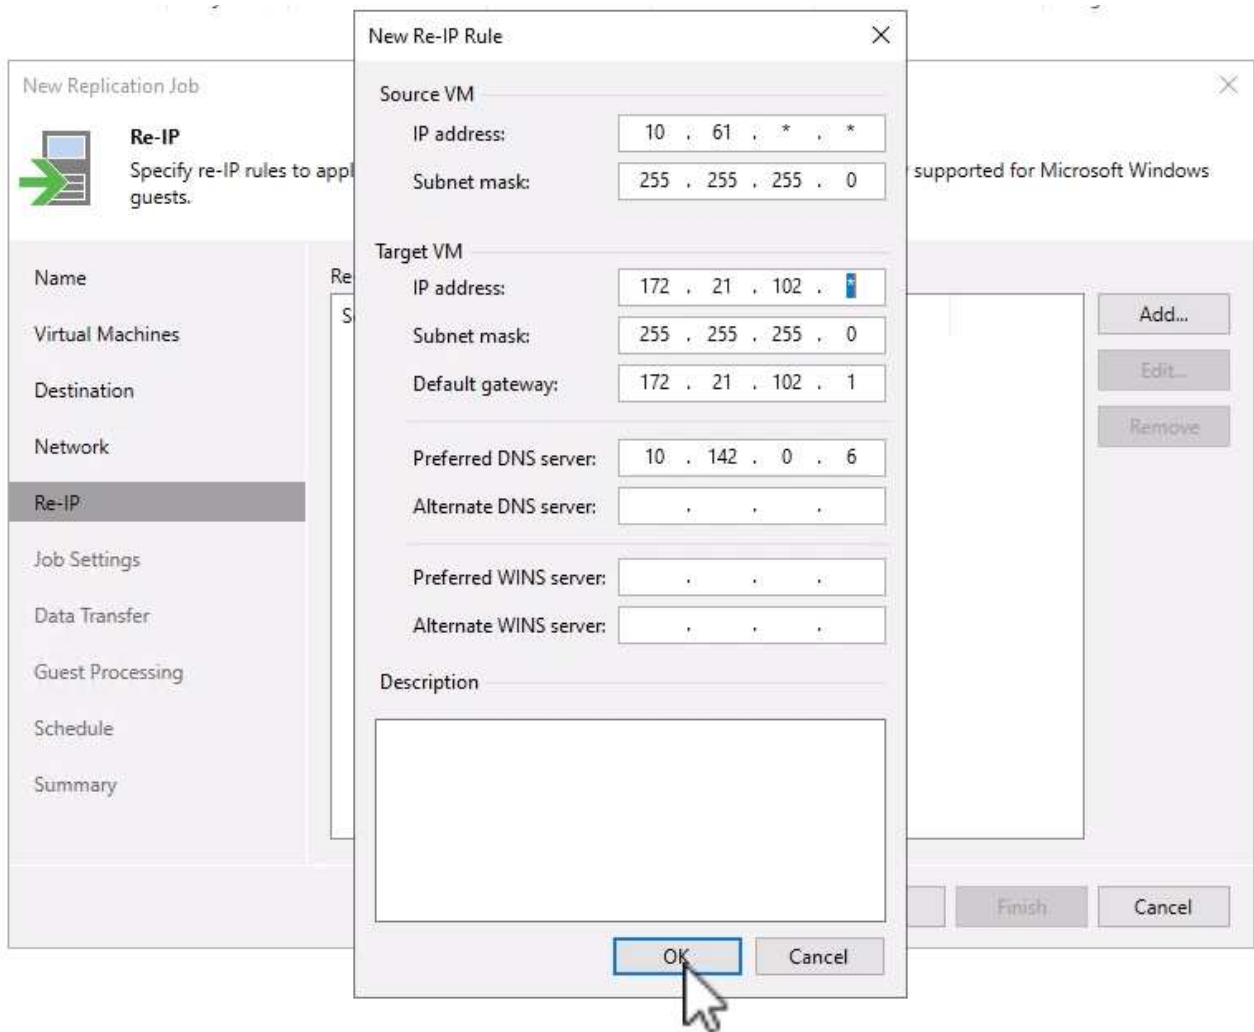 New Re-IP Rule
New Replication Job
Re-IP
Specify re-IP rules to appl
supported for Microsoft Windows
guests.
Name
Virtual Machines
Destination
Network
Re-IP
Job Settings
Data Transfer
Guest Processing
Schedule
Summary
Re
S
Source VM
IP address: 10 . 61 . * . *
Subnet mask: 255 . 255 . 255 . 0
Target VM
IP address: 172 . 21 . 102 . *
Subnet mask: 255 . 255 . 255 . 0
Default gateway: 172 . 21 . 102 . 1
Preferred DNS server: 10 . 142 . 0 . 6
Alternate DNS server: . . .
Preferred WINS server: . . .
Alternate WINS server: . . .
Description
OK
Cancel
Add...
Edit...
Remove
Finish
Cancel